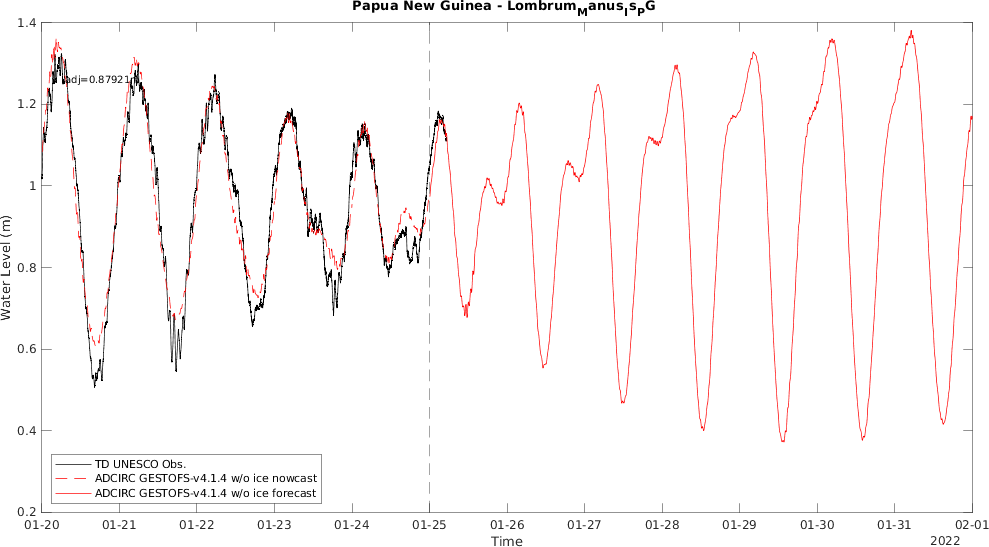 Papua New Guinea - LombrumManusIsPG
1.4
1.2
1
0.8
0.6
0.4
0.2
Water Level (m)
adj=0.87921m
TD UNESCO Obs.
ADCIRC GESTOFS-v4.1.4 w/o ice nowcast
ADCIRC GESTOFS-v4.1.4 w/o ice forecast
01-20 01-21 01-22 01-23 01-24 01-25 01-26 01-27 01-28 01-29 01-30 01-31 02-01
Time
2022